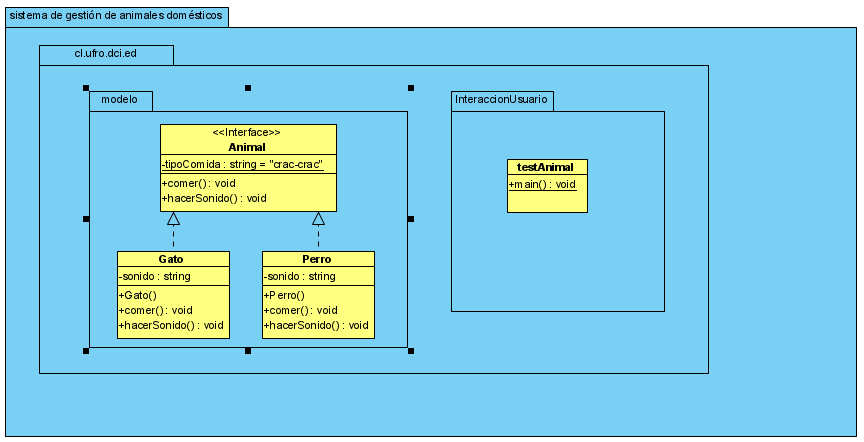 sistema de gestión de animales domésticos
cl.ufro.dci.ed
modelo
<<Interface>>
Animal
-tipoComida : string = "crac-crac"
+comer() : void
+hacerSonido() : void
Gato
-sonido : string
+Gato()
+comer() : void
+hacerSonido() : void
Perro
-sonido : string
+Perro()
+comer() : void
+hacerSonido() : void
InteraccionUsuario
testAnimal
+main() : void